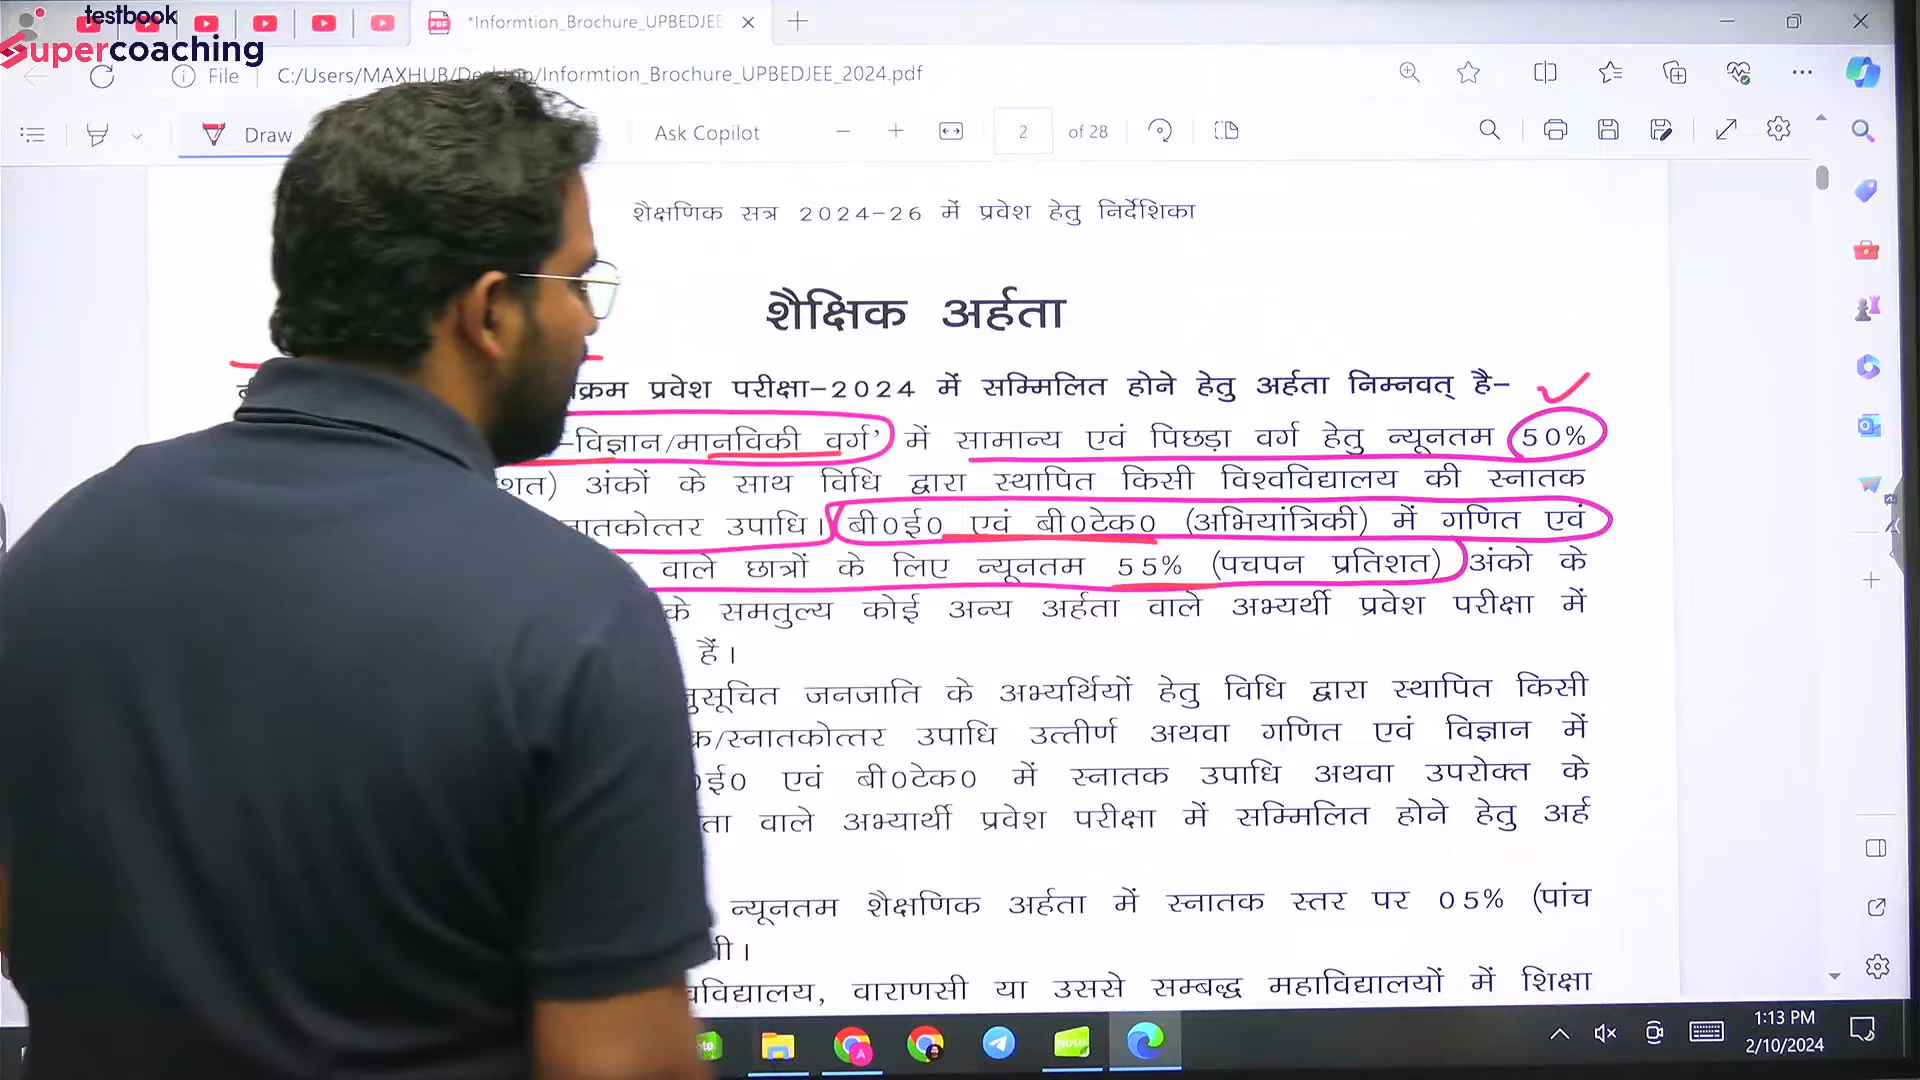 testbook
Supercoaching
*Informtion_Brochure_UPBEDJEE
File
C:/Users/MAXHUB/Desktop/Informtion_Brochure_UPBEDJEE_2024.pdf
Draw
Ask Copilot
2
of 28
शैक्षणिक सत्र 2024-26 में प्रवेश हेतु निर्देशिका
शैक्षिक अर्हता
क्रम प्रवेश परीक्षा-2024 में सम्मिलित होने हेतु अर्हता निम्नवत् है-
-विज्ञान/मानविकी वर्ग' में सामान्य एवं पिछड़ा वर्ग हेतु न्यूनतम 50%
शत) अंकों के साथ विधि द्वारा स्थापित किसी विश्वविद्यालय की स्नातक
नातकोत्तर उपाधि। बी0ई0 एवं बी0टेक0 (अभियांत्रिकी) में गणित एवं
वाले छात्रों के लिए न्यूनतम 55% (पचपन प्रतिशत) अंको के
के समतुल्य कोई अन्य अर्हता वाले अभ्यर्थी प्रवेश परीक्षा में
हैं।
नुसूचित जनजाति के अभ्यर्थियों हेतु विधि द्वारा स्थापित किसी
क/स्नातकोत्तर उपाधि उत्तीर्ण अथवा गणित एवं विज्ञान में
0ई0 एवं बी0टेक0 में स्नातक उपाधि अथवा उपरोक्त के
ता वाले अभ्यार्थी प्रवेश परीक्षा में सम्मिलित होने हेतु अर्ह
न्यूनतम शैक्षणिक अर्हता में स्नातक स्तर पर 05% (पांच
गी।
वविद्यालय, वाराणसी या उससे सम्बद्ध महाविद्यालयों में शिक्षा
1:13 PM
2/10/2024